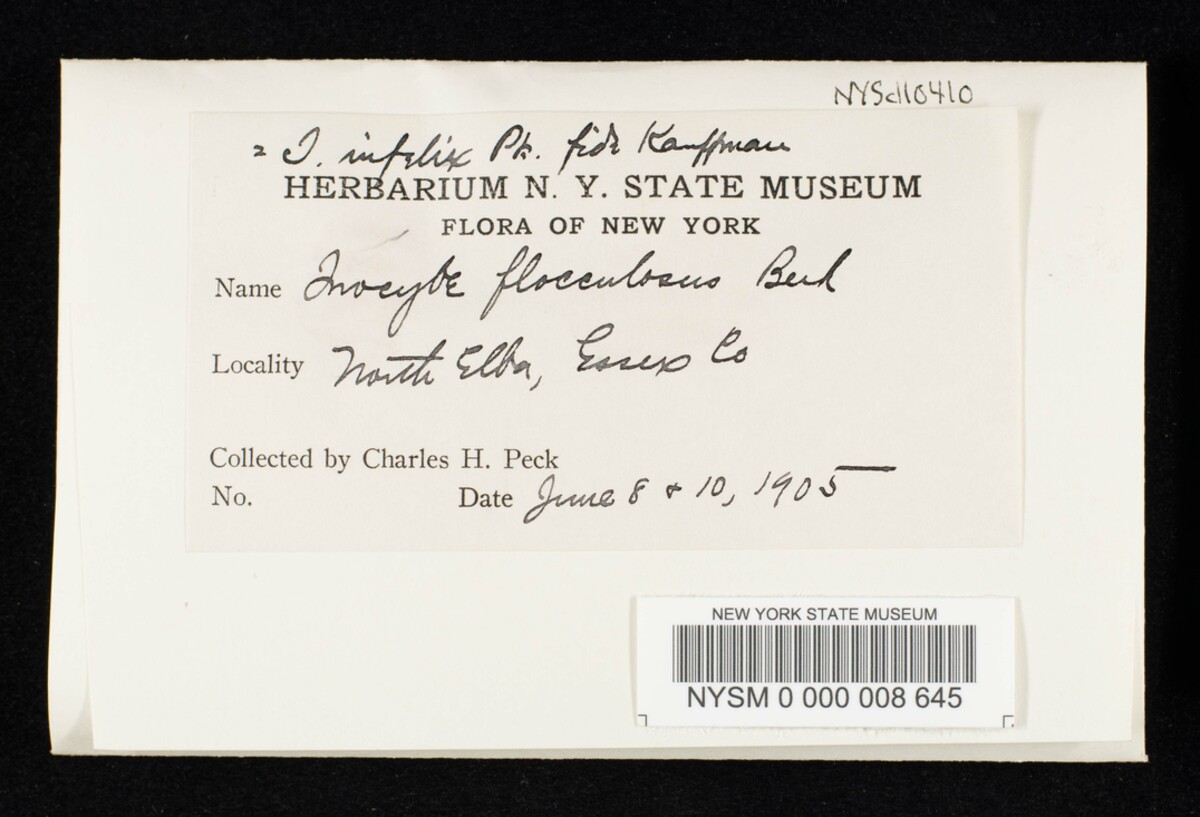 NYSd10410
= I. infelix Pk. fide Kauffman
HERBARIUM N. Y. STATE MUSEUM
FLORA OF NEW YORK
Name Inocybe flocculosus Berk
Locality North Elba, Essex Co
Collected by Charles H. Peck
No. Date June 8 & 10, 1905
NEW YORK STATE MUSEUM
NYSM 0 000 008 645